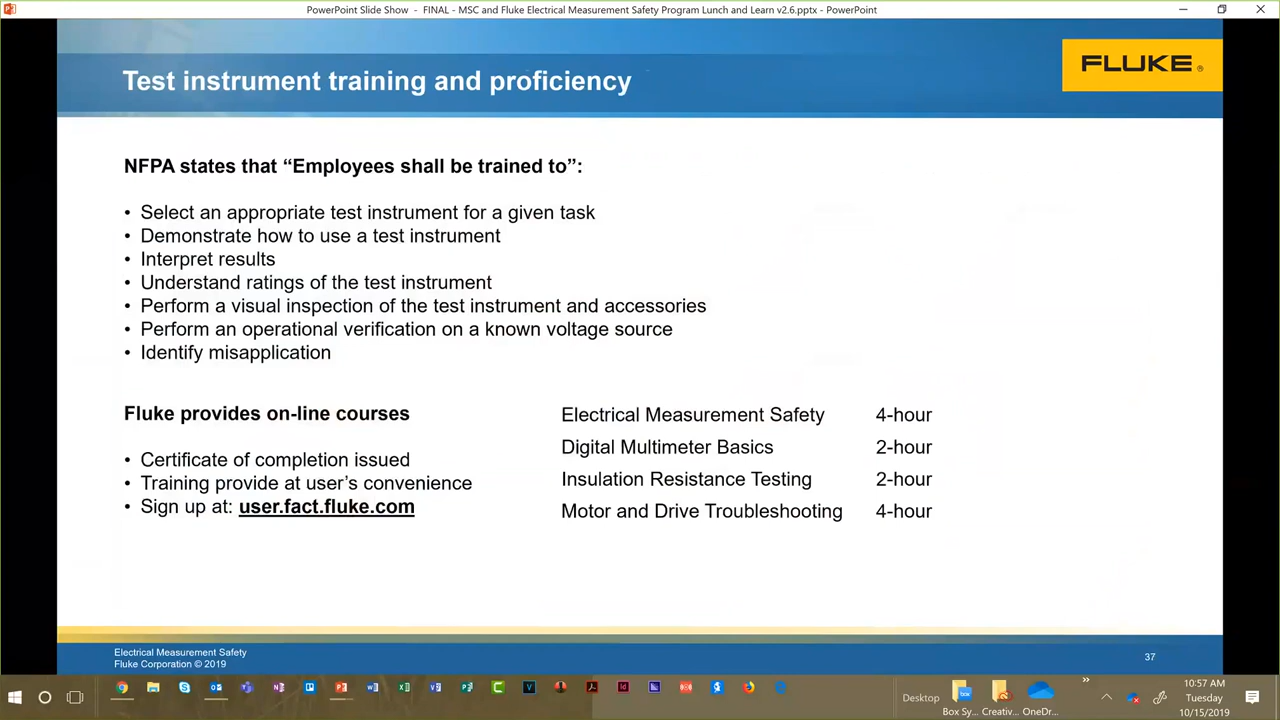 PowerPoint Slide Show - FINAL - MSC and Fluke Electrical Measurement Safety Program Lunch and Learn v2.6.pptx - PowerPoint
Test instrument training and proficiency
FLUKE®
NFPA states that “Employees shall be trained to”:
• Select an appropriate test instrument for a given task
• Demonstrate how to use a test instrument
• Interpret results
• Understand ratings of the test instrument
• Perform a visual inspection of the test instrument and accessories
• Perform an operational verification on a known voltage source
• Identify misapplication
Fluke provides on-line courses
• Certificate of completion issued
• Training provide at user’s convenience
• Sign up at: user.fact.fluke.com
Electrical Measurement Safety 4-hour
Digital Multimeter Basics 2-hour
Insulation Resistance Testing 2-hour
Motor and Drive Troubleshooting 4-hour
Electrical Measurement Safety
Fluke Corporation © 2019
37
Desktop
Box Sy... Creativ... OneDr...
10:57 AM
Tuesday
10/15/2019